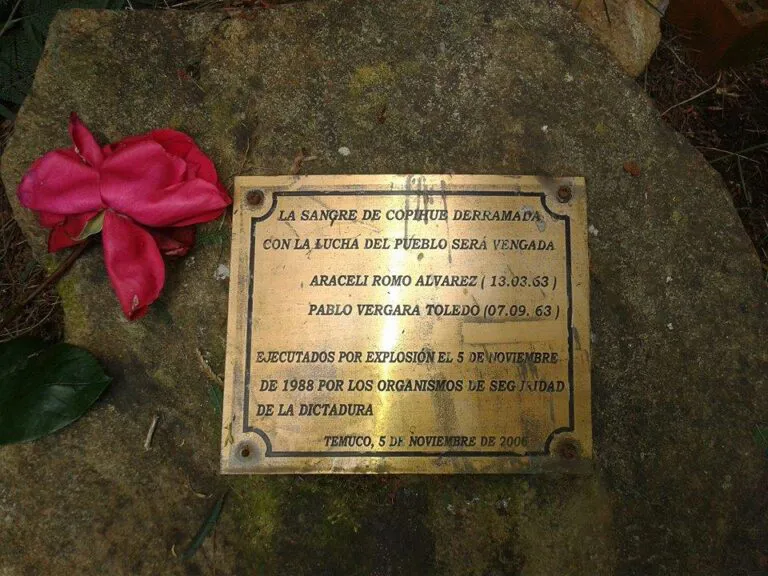 LA SANGRE DE COPIHUE DERRAMADA
CON LA LUCHA DEL PUEBLO SERÁ VENGADA
ARACELI ROMO ALVAREZ ( 13.03.63 )
PABLO VERGARA TOLEDO (07.09. 63 )
EJECUTADOS POR EXPLOSIÓN EL 5 DE NOVIEMBRE
DE 1988 POR LOS ORGANISMOS DE SEGURIDAD
DE LA DICTADURA
TEMUCO, 5 DE NOVIEMBRE DE 2006